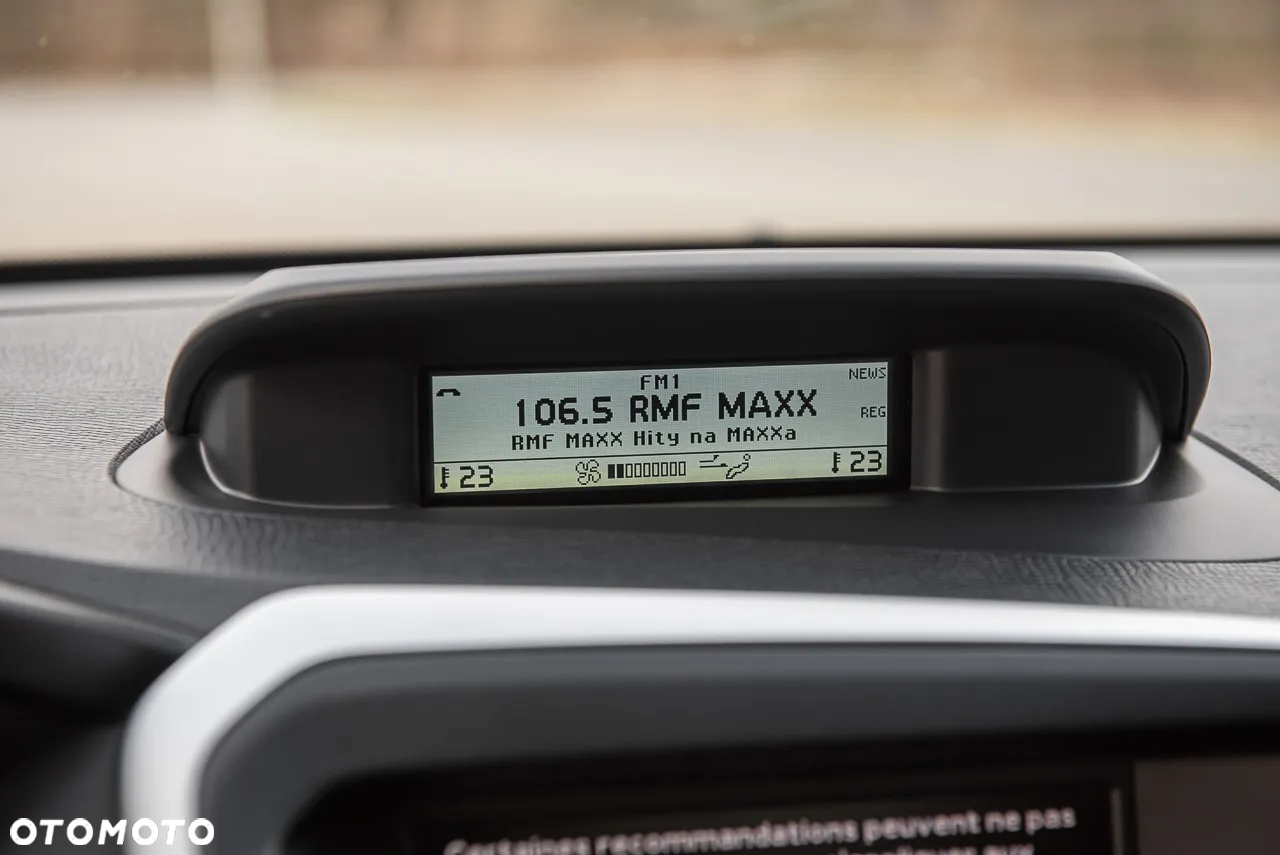 FM1
NEWS
106.5 RMF MAXX
REG
RMF MAXX Hity na MAXXa
23
23
Certaines recommandations peuvent ne pas
OTOMOTO